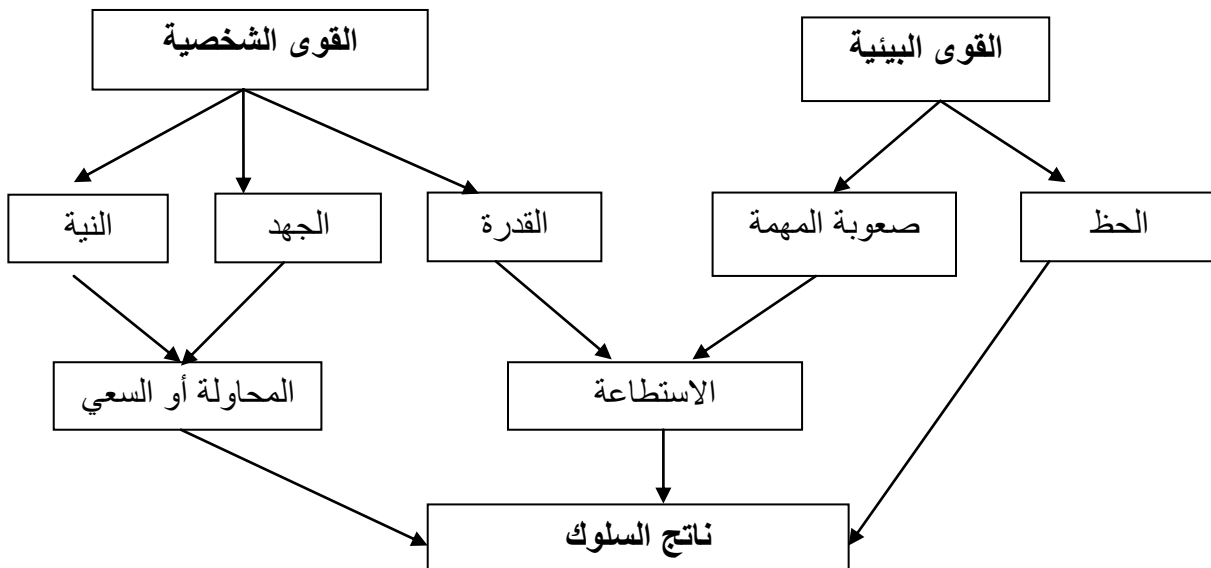 القوى الشخصية
القوى البيئية
النية
الجهد
القدرة
صعوبة المهمة
الحظ
المحاولة أو السعي
الاستطاعة
ناتج السلوك